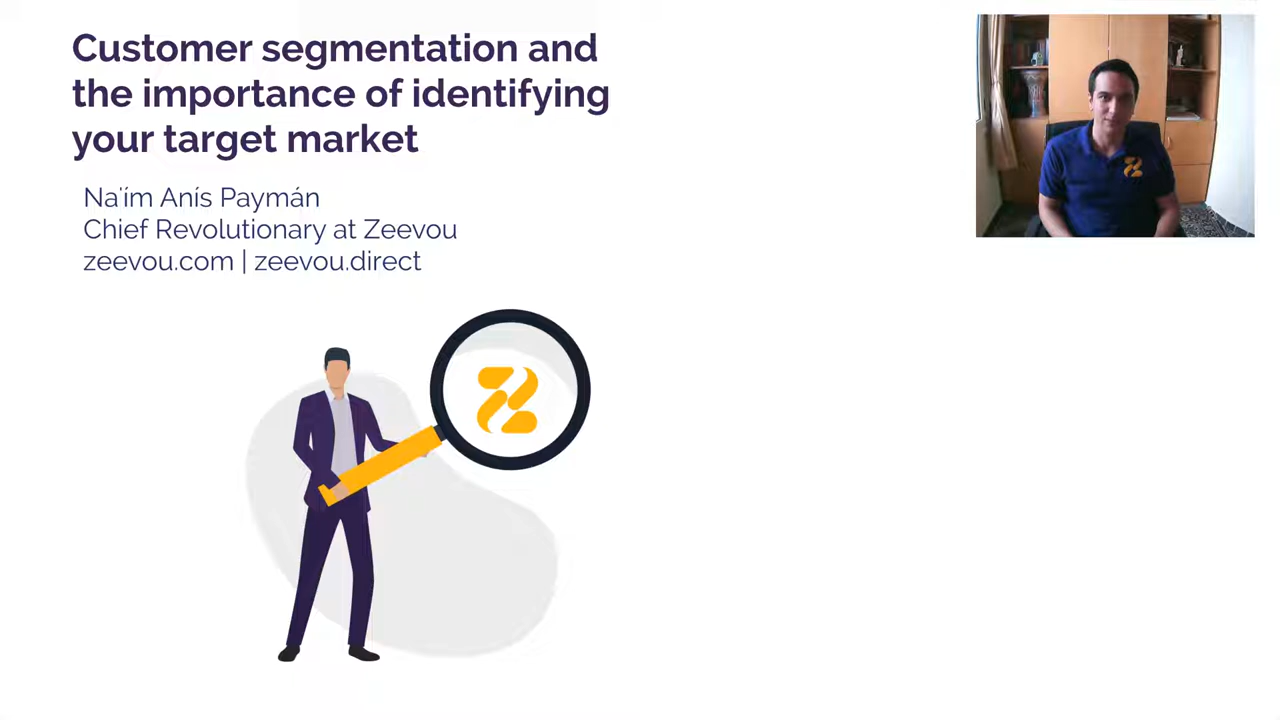 Customer segmentation and
the importance of identifying
your target market
Na'ím Anís Paymán
Chief Revolutionary at Zeevou
zeevou.com | zeevou.direct